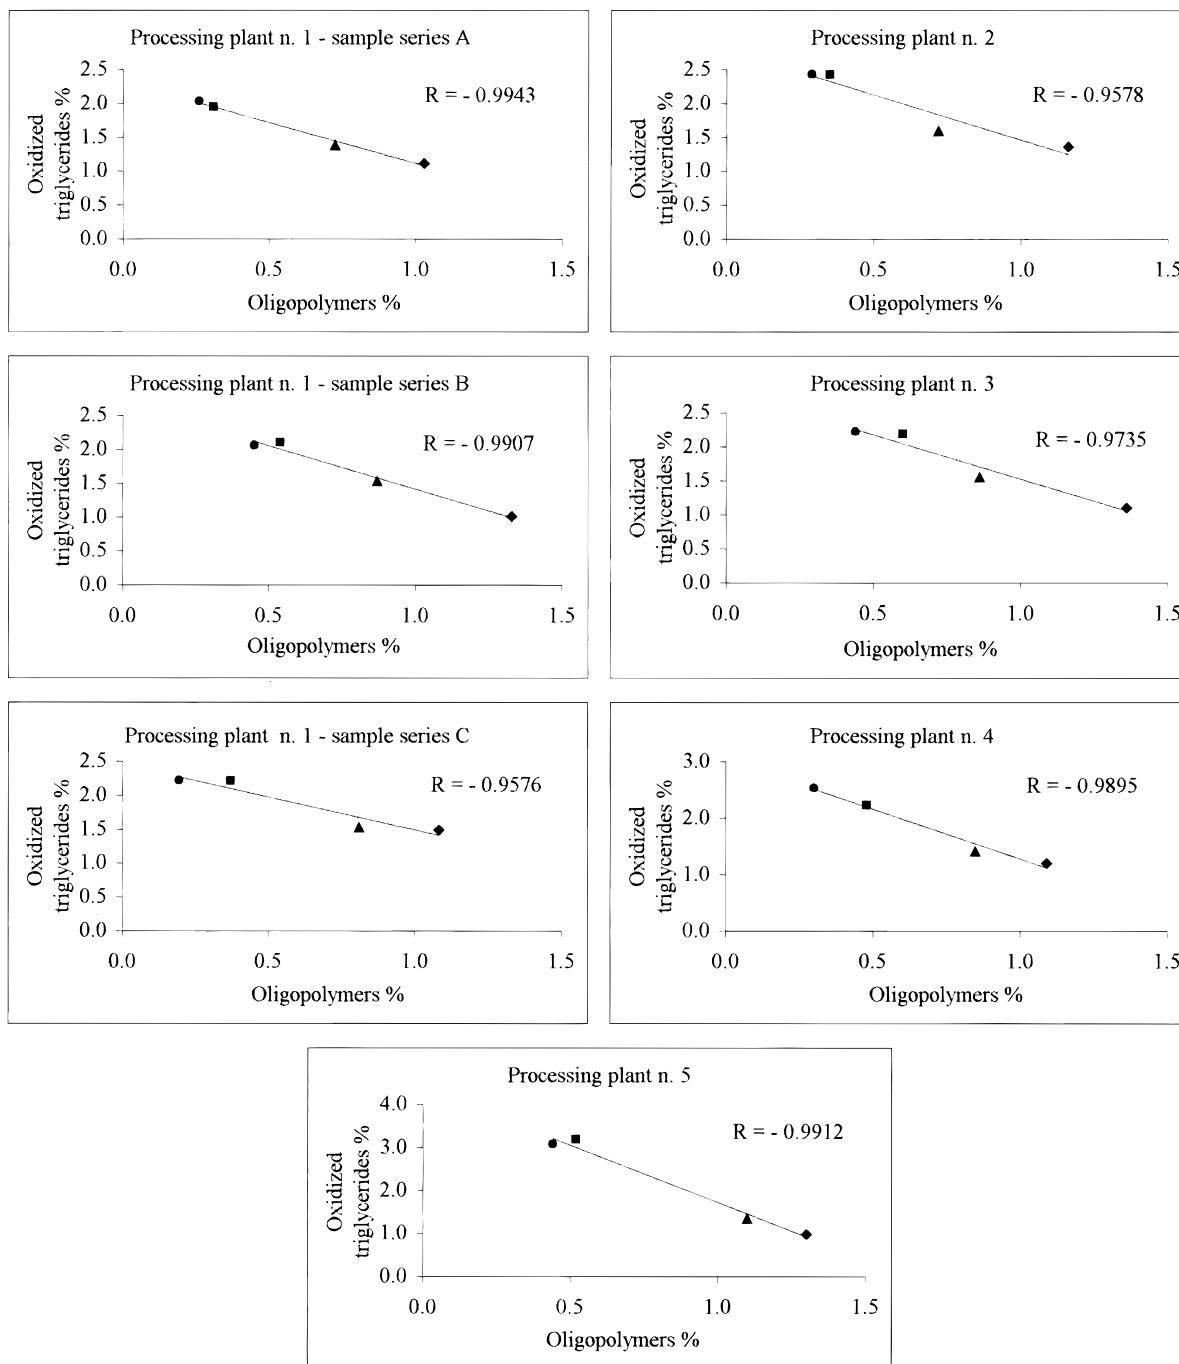 Processing plant n. 1 - sample series A
R = - 0.9943
Oxidized
triglycerides %
2.5
2.0
1.5
1.0
0.5
0.0
0.0 0.5 1.0 1.5
Oligopolymers %
Processing plant n. 2
R = - 0.9578
Oxidized
triglycerides %
2.5
2.0
1.5
1.0
0.5
0.0
0.0 0.5 1.0 1.5
Oligopolymers %
Processing plant n. 1 - sample series B
R = - 0.9907
Oxidized
triglycerides %
2.5
2.0
1.5
1.0
0.5
0.0
0.0 0.5 1.0 1.5
Oligopolymers %
Processing plant n. 3
R = - 0.9735
Oxidized
triglycerides %
2.5
2.0
1.5
1.0
0.5
0.0
0.0 0.5 1.0 1.5
Oligopolymers %
Processing plant n. 1 - sample series C
R = - 0.9576
Oxidized
triglycerides %
2.5
2.0
1.5
1.0
0.5
0.0
0.0 0.5 1.0 1.5
Oligopolymers %
Processing plant n. 4
R = - 0.9895
Oxidized
triglycerides %
3.0
2.0
1.0
0.0
0.0 0.5 1.0 1.5
Oligopolymers %
Processing plant n. 5
R = - 0.9912
Oxidized
triglycerides %
4.0
3.0
2.0
1.0
0.0
0.0 0.5 1.0 1.5
Oligopolymers %